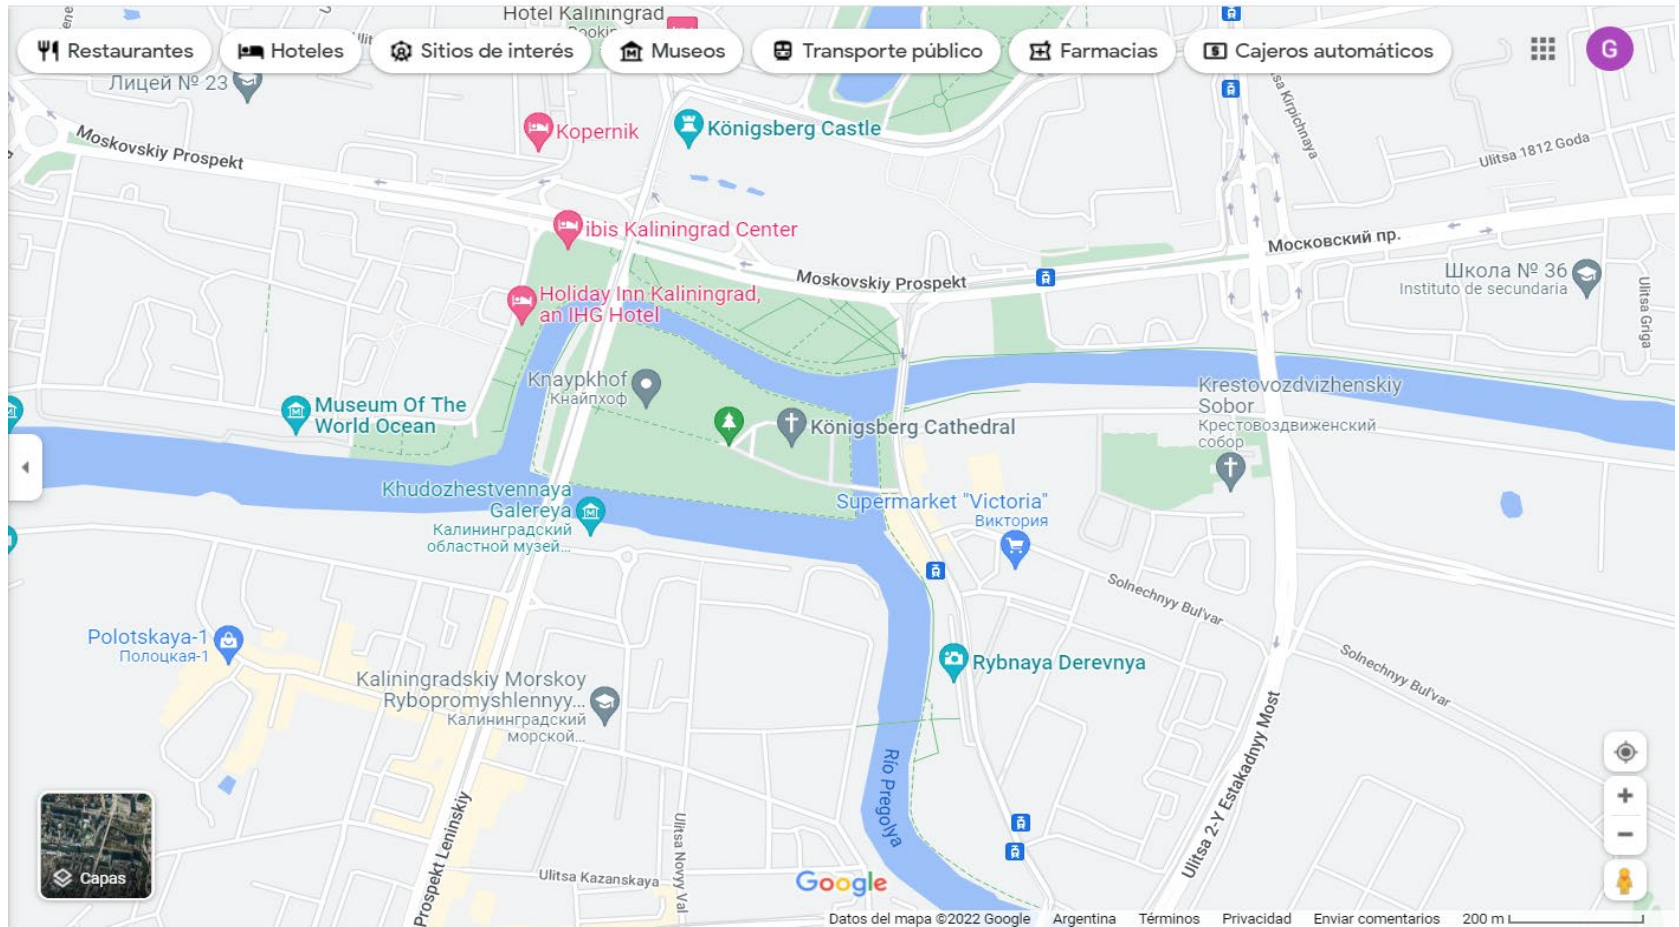 Hotel Kaliningrad
Restaurantes
Hoteles
Sitios de interés
Museos
Transporte público
Farmacias
Cajeros automáticos
G
Лицей № 23
Kopernik
Königsberg Castle
Moskovskiy Prospekt
Ulitsa 1812 Goda
ibis Kaliningrad Center
Московский пр.
Moskovskiy Prospekt
Школа № 36
Instituto de secundaria
Ulitsa Griga
Holiday Inn Kaliningrad,
an IHG Hotel
Knaypkhof
Кнайпхоф
Krestovozdvizhenskiy
Sobor
Крестовоздвиженский
собор
Museum Of The
World Ocean
Königsberg Cathedral
Khudozhestvennaya
Galereya
Калининградский
областной музей...
Supermarket "Victoria"
Виктория
Solnechnyy Bul'var
Polotskaya-1
Полоцкая-1
Rybnaya Derevnya
Solnechnyy Bul'var
Kaliningradskiy Morskoy
Rybopromyshlennyy...
Калининградский
морской...
Río Pregolya
Ulitsa 2-Y Estakadnyy Most
Prospekt Leninskiy
Ulitsa Novyy Val
Ulitsa Kazanskaya
Capas
Google
Datos del mapa ©2022 Google Argentina Términos Privacidad Enviar comentarios 200 m